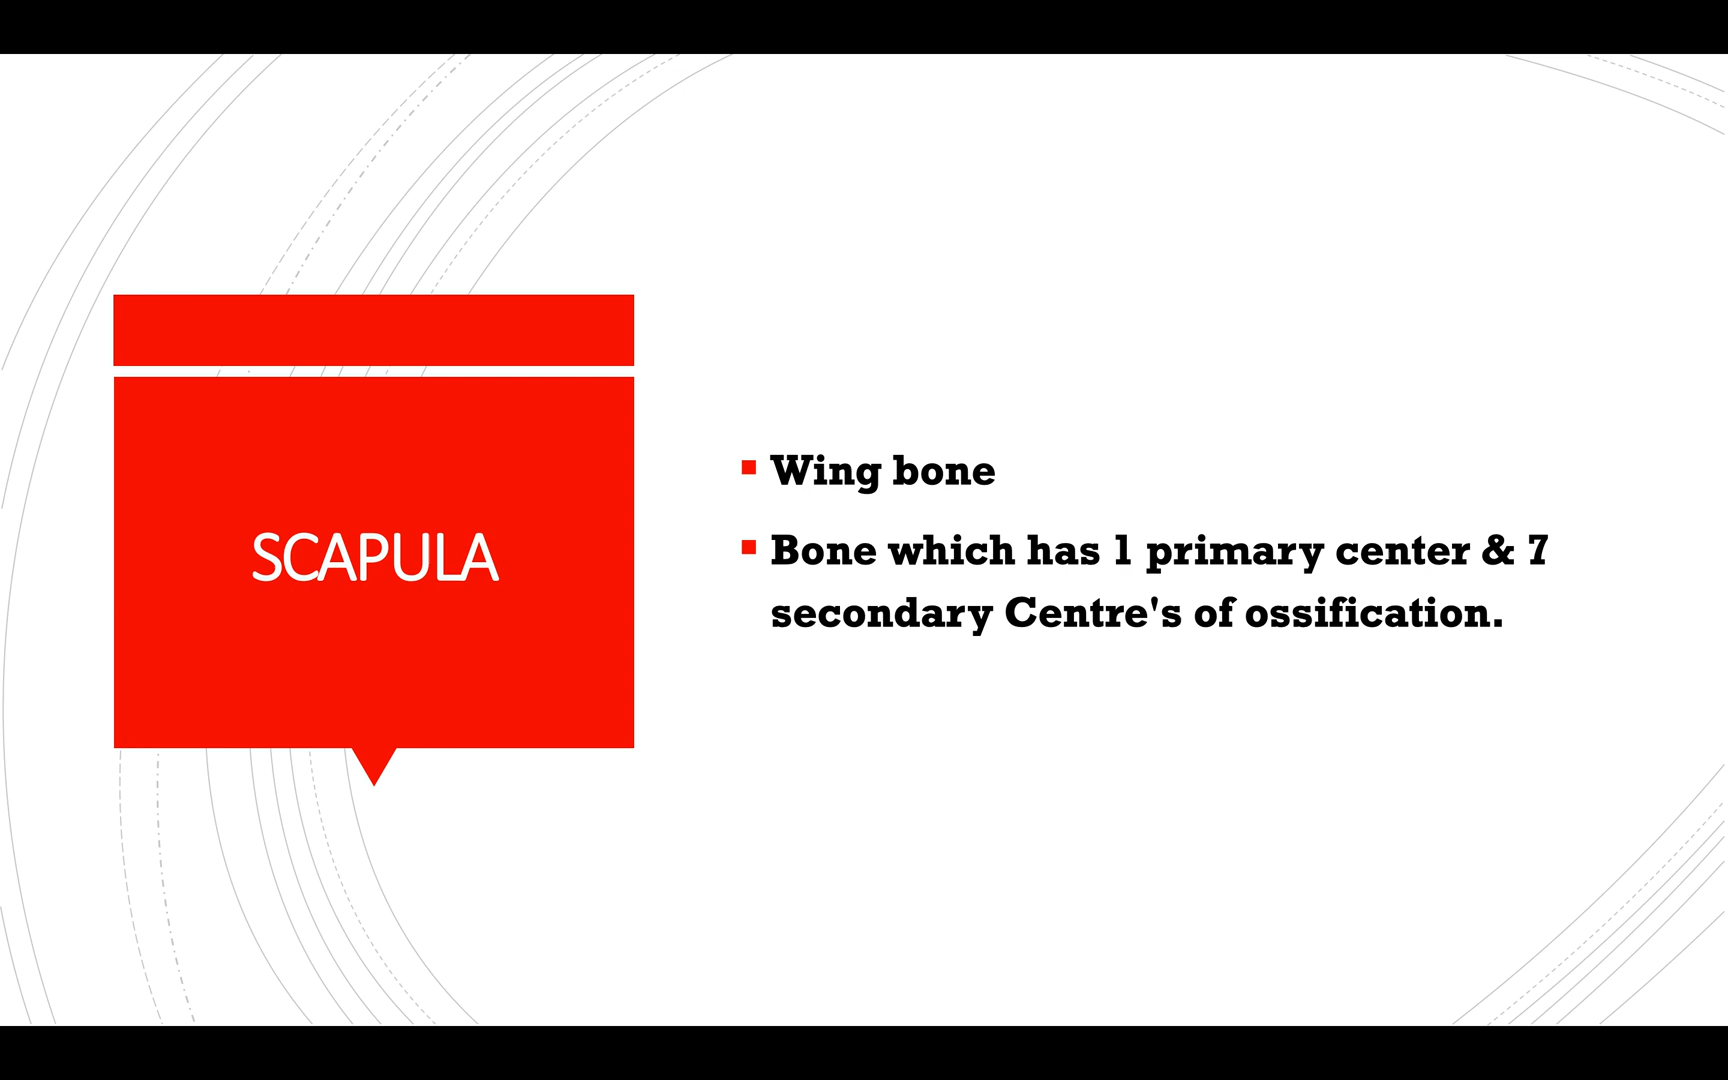 SCAPULA
Wing bone
Bone which has 1 primary center & 7
secondary Centre's of ossification.